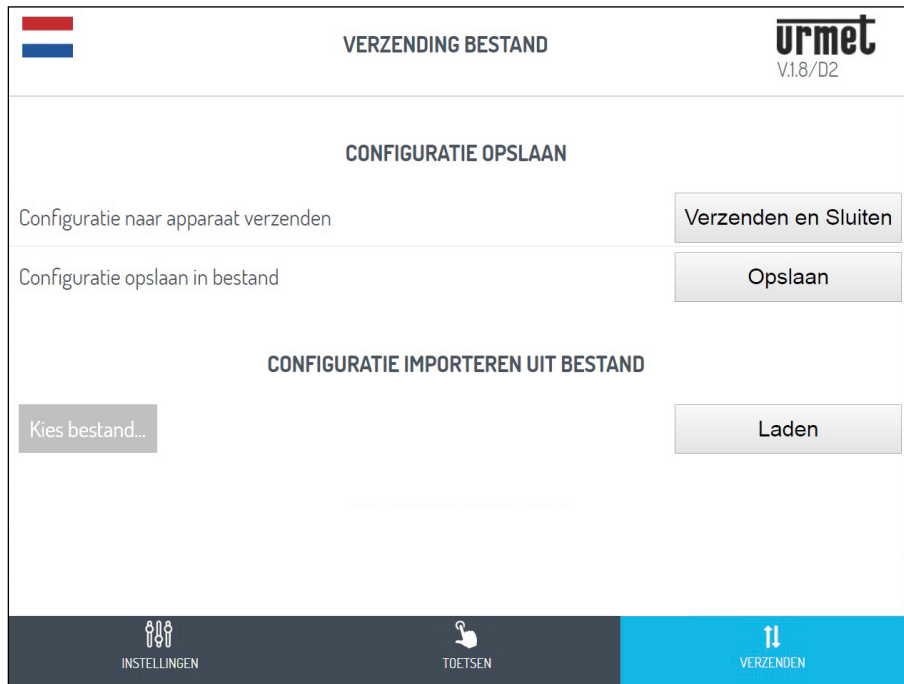 VERZENDING BESTAND
urmet
V.1.8/D2
CONFIGURATIE OPSLAAN
Configuratie naar apparaat verzenden
Verzenden en Sluiten
Configuratie opslaan in bestand
Opslaan
CONFIGURATIE IMPORTEREN UIT BESTAND
Kies bestand...
Laden
INSTELLINGEN
TOETSEN
VERZENDEN